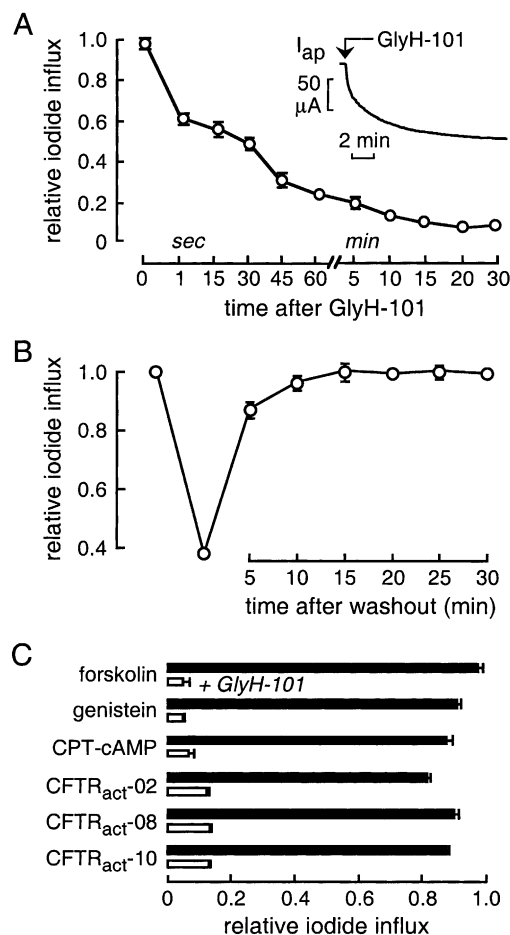 A
relative iodide influx
1.0
0.8
0.6
0.4
0.2
0
I_ap
GlyH-101
50
μA
2 min
sec
min
0 1 15 30 45 60 5 10 15 20 30
time after GlyH-101
B
relative iodide influx
1.0
0.8
0.6
0.4
5 10 15 20 25 30
time after washout (min)
C
forskolin
+ GlyH-101
genistein
CPT-cAMP
CFTR_act-02
CFTR_act-08
CFTR_act-10
0 0.2 0.4 0.6 0.8 1.0
relative iodide influx